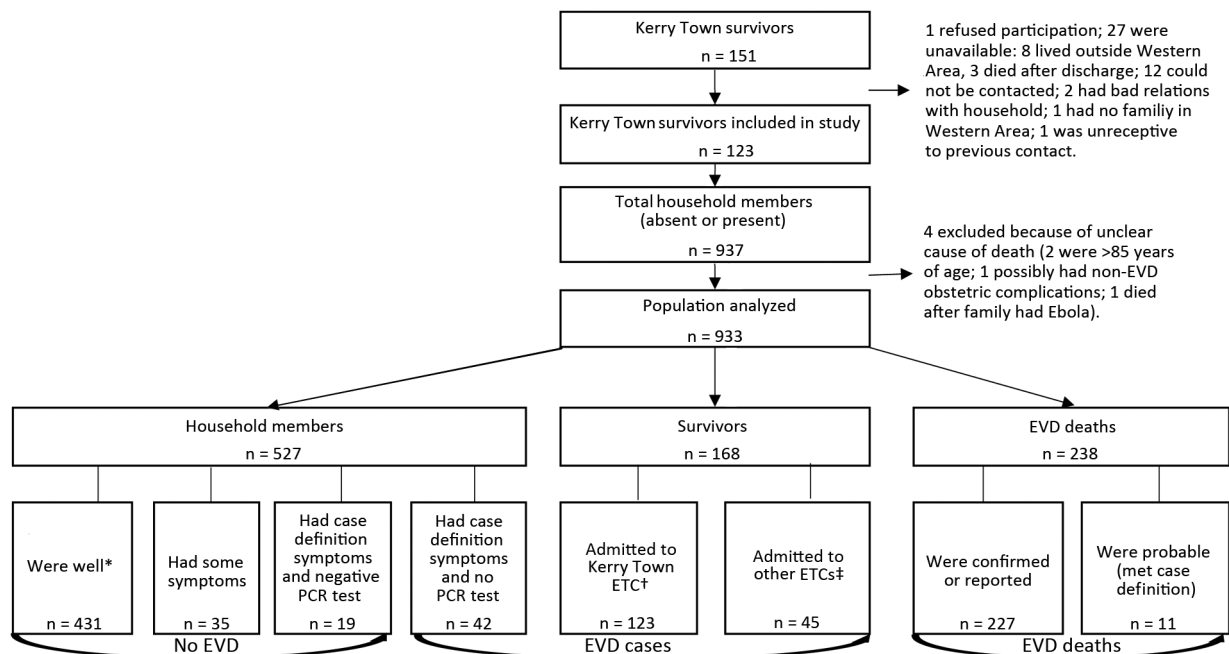 Kerry Town survivors
n = 151
1 refused participation; 27 were
unavailable: 8 lived outside Western
Area, 3 died after discharge; 12 could
not be contacted; 2 had bad relations
with household; 1 had no familiy in
Western Area; 1 was unreceptive
to previous contact.
Kerry Town survivors included in study
n = 123
Total household members
(absent or present)
n = 937
4 excluded because of unclear
cause of death (2 were >85 years
of age; 1 possibly had non-EVD
obstetric complications; 1 died
after family had Ebola).
Population analyzed
n = 933
Household members
n = 527
Survivors
n = 168
EVD deaths
n = 238
Were well*
n = 431
Had some
symptoms
n = 35
Had case
definition
symptoms
and negative
PCR test
n = 19
Had case
definition
symptoms
and no
PCR test
n = 42
Admitted to
Kerry Town
ETC†
n = 123
Admitted to
other ETCs‡
n = 45
Were confirmed
or reported
n = 227
Were probable
(met case
definition)
n = 11
No EVD
EVD cases
EVD deaths